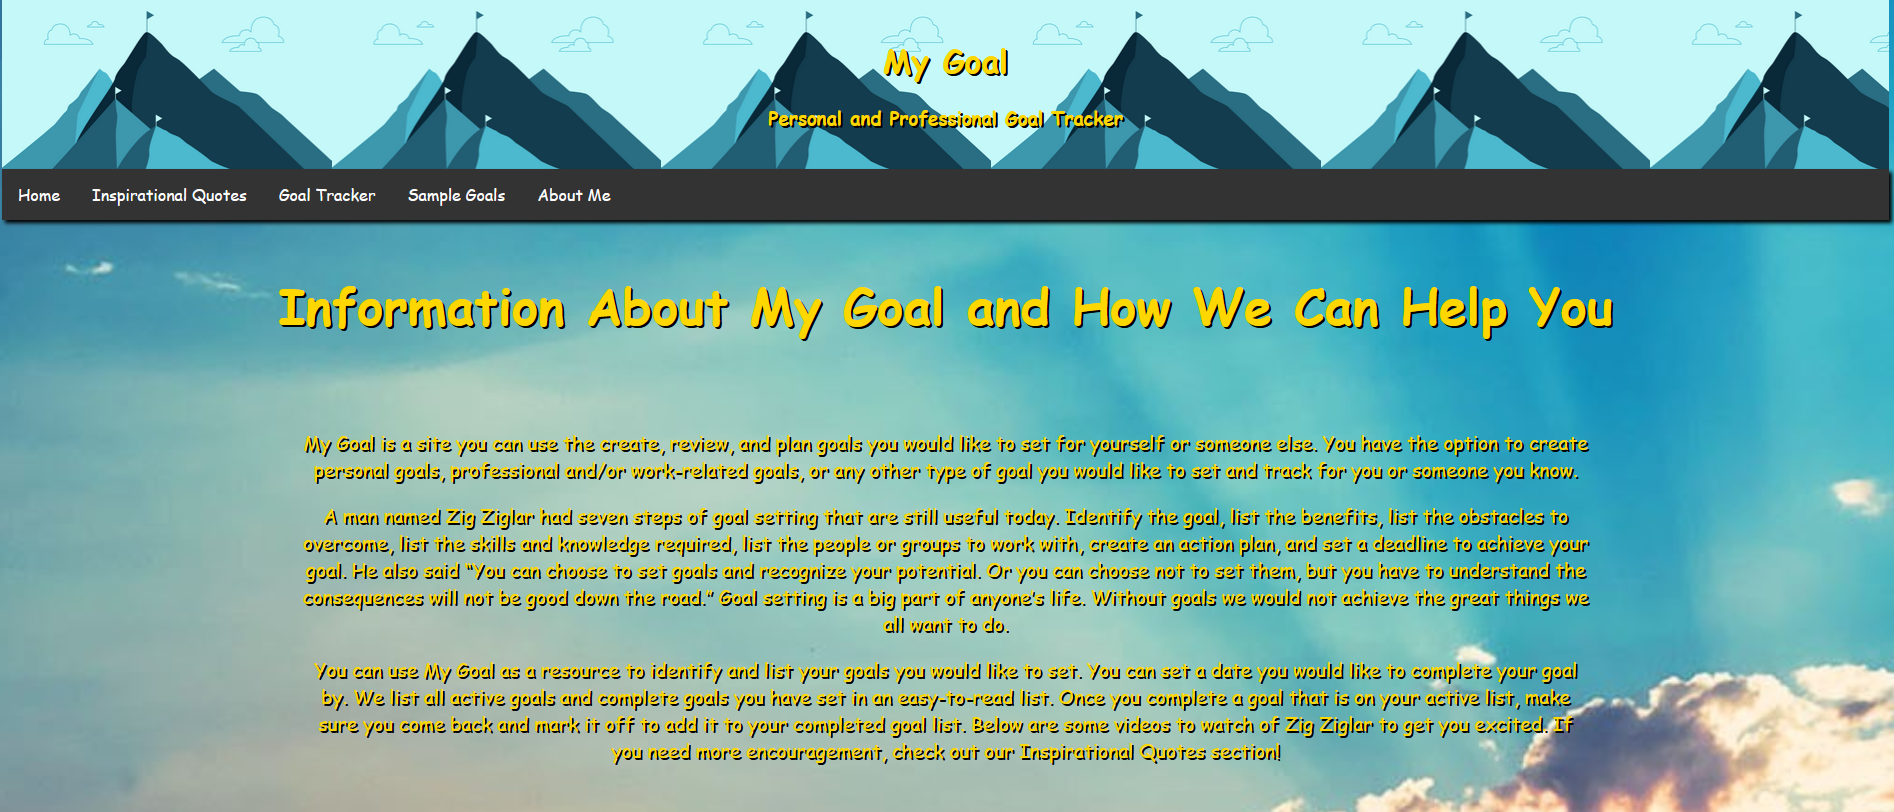 My Goal
Personal and Professional Goal Tracker
Home Inspirational Quotes Goal Tracker Sample Goals About Me
Information About My Goal and How We Can Help You
My Goal is a site you can use the create, review, and plan goals you would like to set for yourself or someone else. You have the option to create
personal goals, professional and/or work-related goals, or any other type of goal you would like to set and track for you or someone you know.
A man named Zig Ziglar had seven steps of goal setting that are still useful today. Identify the goal, list the benefits, list the obstacles to
overcome, list the skills and knowledge required, list the people or groups to work with, create an action plan, and set a deadline to achieve your
goal. He also said “You can choose to set goals and recognize your potential. Or you can choose not to set them, but you have to understand the
consequences will not be good down the road.” Goal setting is a big part of anyone’s life. Without goals we would not achieve the great things we
all want to do.
You can use My Goal as a resource to identify and list your goals you would like to set. You can set a date you would like to complete your goal
by. We list all active goals and complete goals you have set in an easy-to-read list. Once you complete a goal that is on your active list, make
sure you come back and mark it off to add it to your completed goal list. Below are some videos to watch of Zig Ziglar to get you excited. If
you need more encouragement, check out our Inspirational Quotes section!